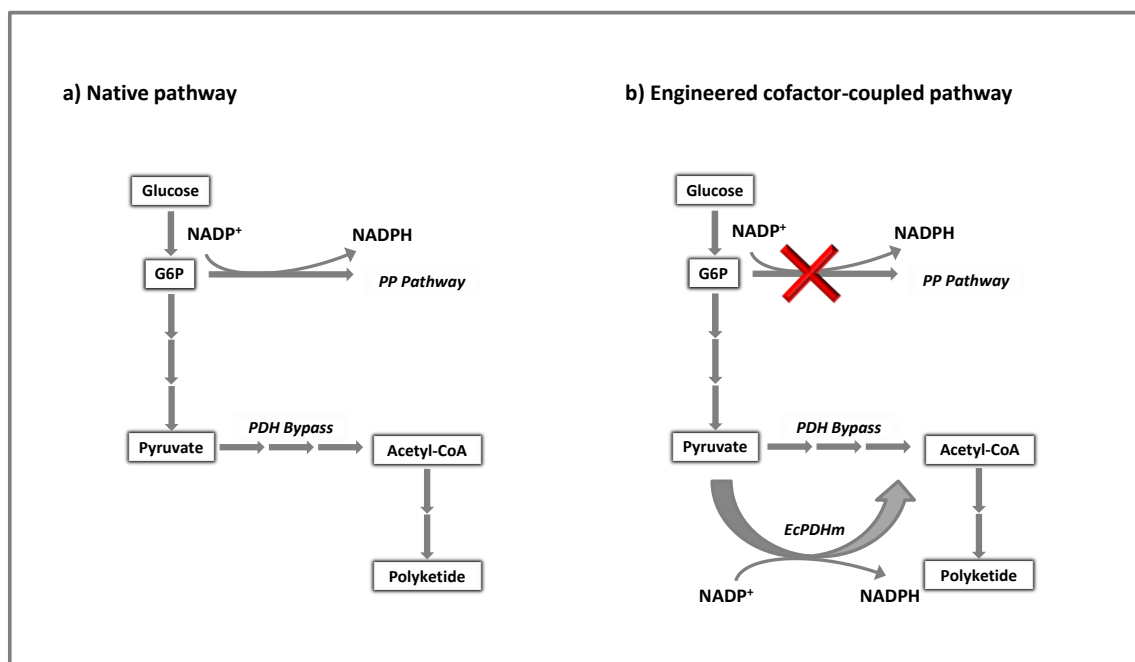 a) Native pathway
Glucose
NADP⁺
NADPH
G6P
PP Pathway
PDH Bypass
Pyruvate
Acetyl-CoA
Polyketide
b) Engineered cofactor-coupled pathway
Glucose
NADP⁺
NADPH
G6P
PP Pathway
PDH Bypass
Pyruvate
Acetyl-CoA
EcPDHm
Polyketide
NADP⁺
NADPH